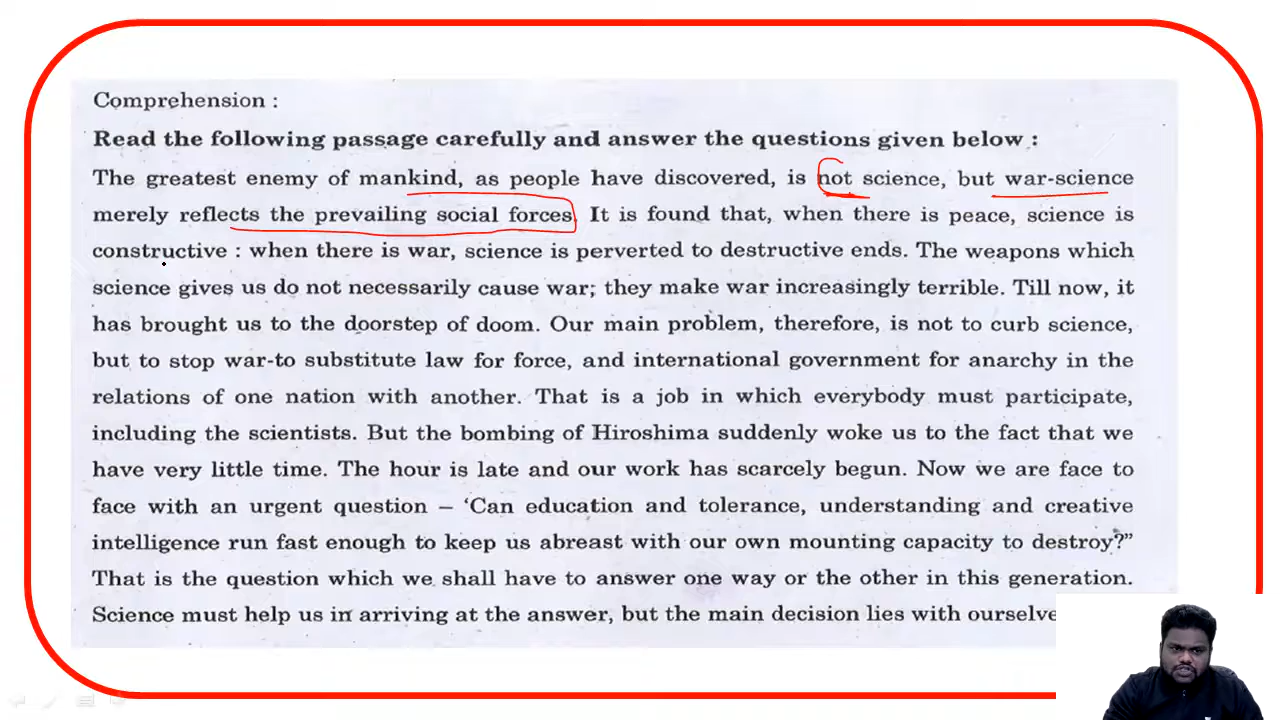 Comprehension :
Read the following passage carefully and answer the questions given below :
The greatest enemy of mankind, as people have discovered, is not science, but war-science
merely reflects the prevailing social forces. It is found that, when there is peace, science is
constructive : when there is war, science is perverted to destructive ends. The weapons which
science gives us do not necessarily cause war; they make war increasingly terrible. Till now, it
has brought us to the doorstep of doom. Our main problem, therefore, is not to curb science,
but to stop war-to substitute law for force, and international government for anarchy in the
relations of one nation with another. That is a job in which everybody must participate,
including the scientists. But the bombing of Hiroshima suddenly woke us to the fact that we
have very little time. The hour is late and our work has scarcely begun. Now we are face to
face with an urgent question – ‘Can education and tolerance, understanding and creative
intelligence run fast enough to keep us abreast with our own mounting capacity to destroy?”
That is the question which we shall have to answer one way or the other in this generation.
Science must help us in arriving at the answer, but the main decision lies with